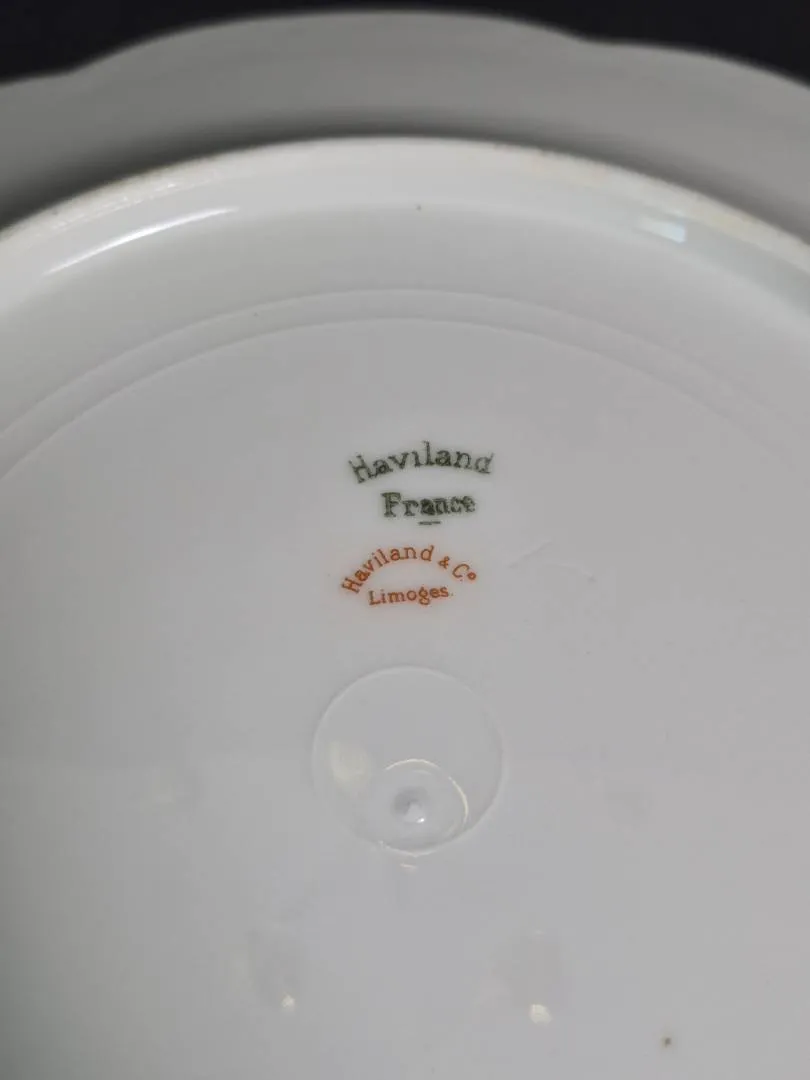 Haviland
France
Haviland & Co
Limoges.